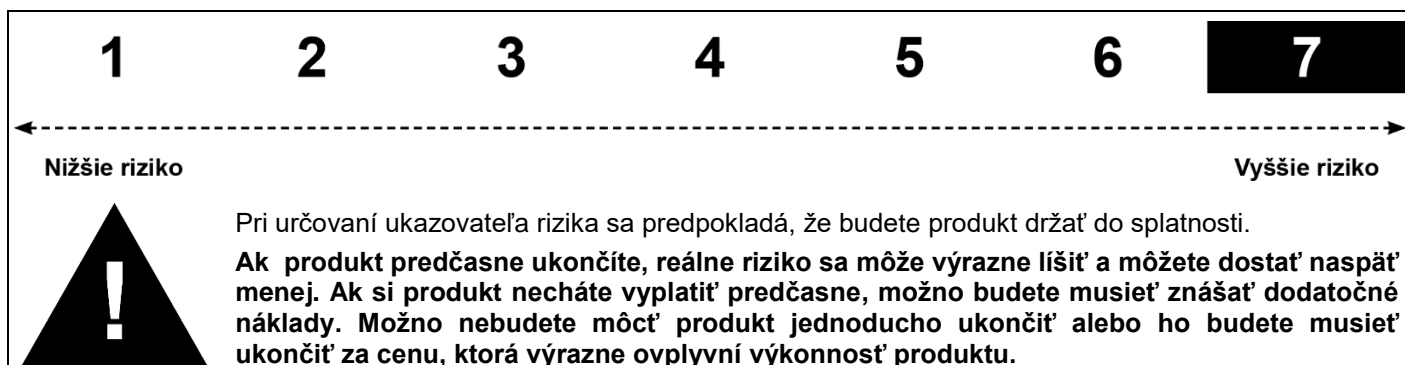 1 2 3 4 5 6 7
Nižšie riziko Vyššie riziko
!
Pri určovaní ukazovateľa rizika sa predpokladá, že budete produkt držať do splatnosti.
Ak produkt predčasne ukončíte, reálne riziko sa môže výrazne líšiť a môžete dostať naspäť
menej. Ak si produkt necháte vyplatiť predčasne, možno budete musieť znášať dodatočné
náklady. Možno nebudete môcť produkt jednoducho ukončiť alebo ho budete musieť
ukončiť za cenu, ktorá výrazne ovplyvní výkonnosť produktu.